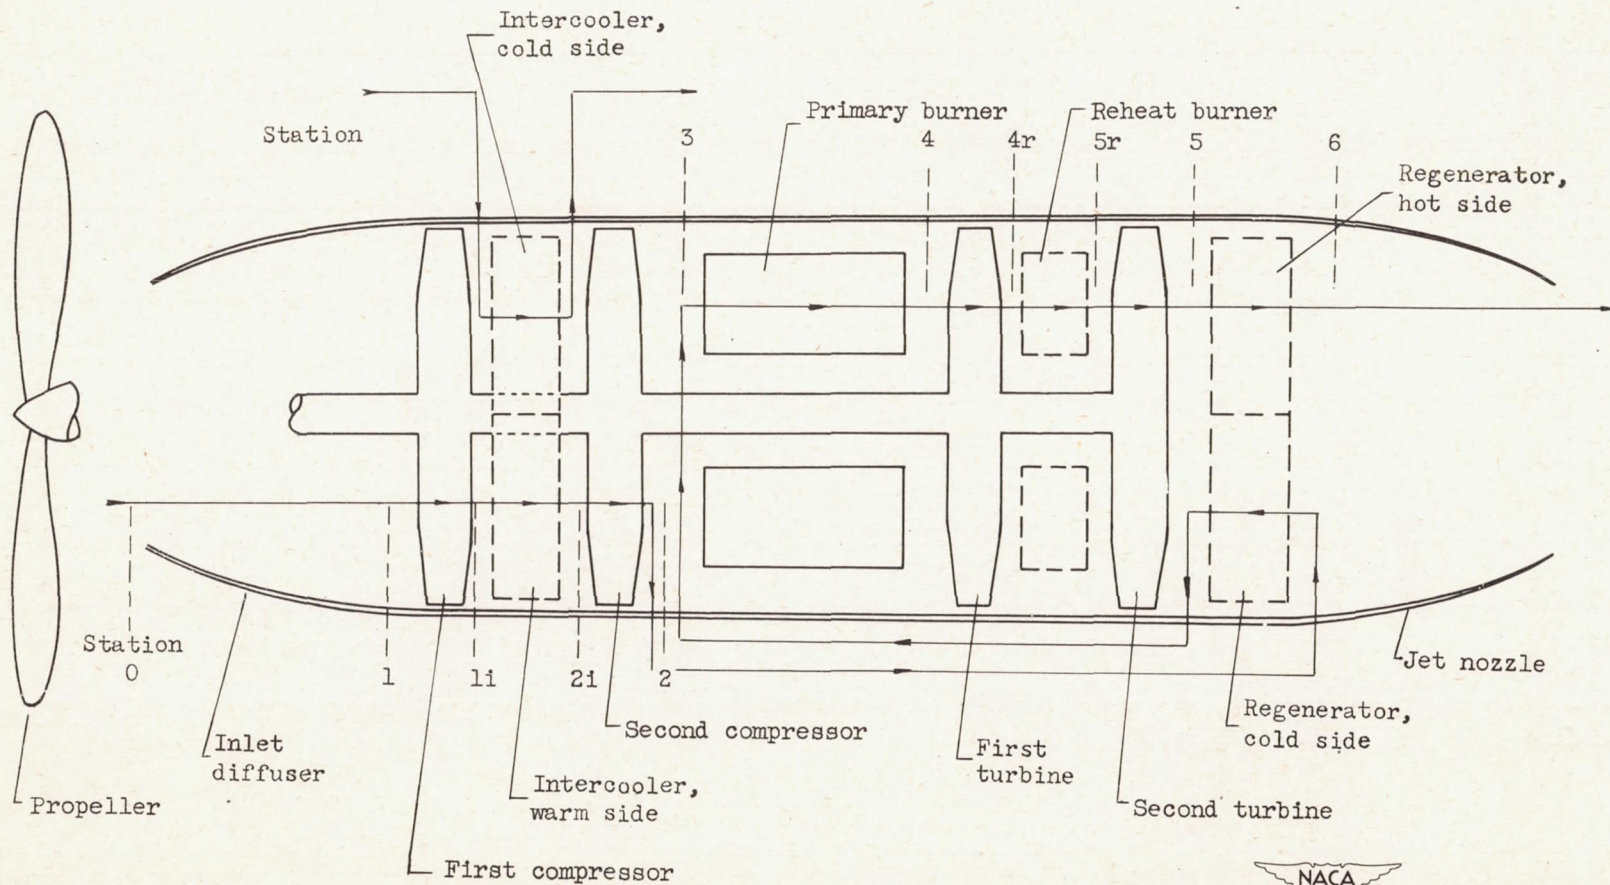 Intercooler,
cold side
Station
3
Primary burner
4
4r
Reheat burner
5r
5
6
Regenerator,
hot side
Station
0
1
1i
2i
2
Inlet
diffuser
Propeller
First compressor
Intercooler,
warm side
Second compressor
First
turbine
Second turbine
Regenerator,
cold side
Jet nozzle
NACA